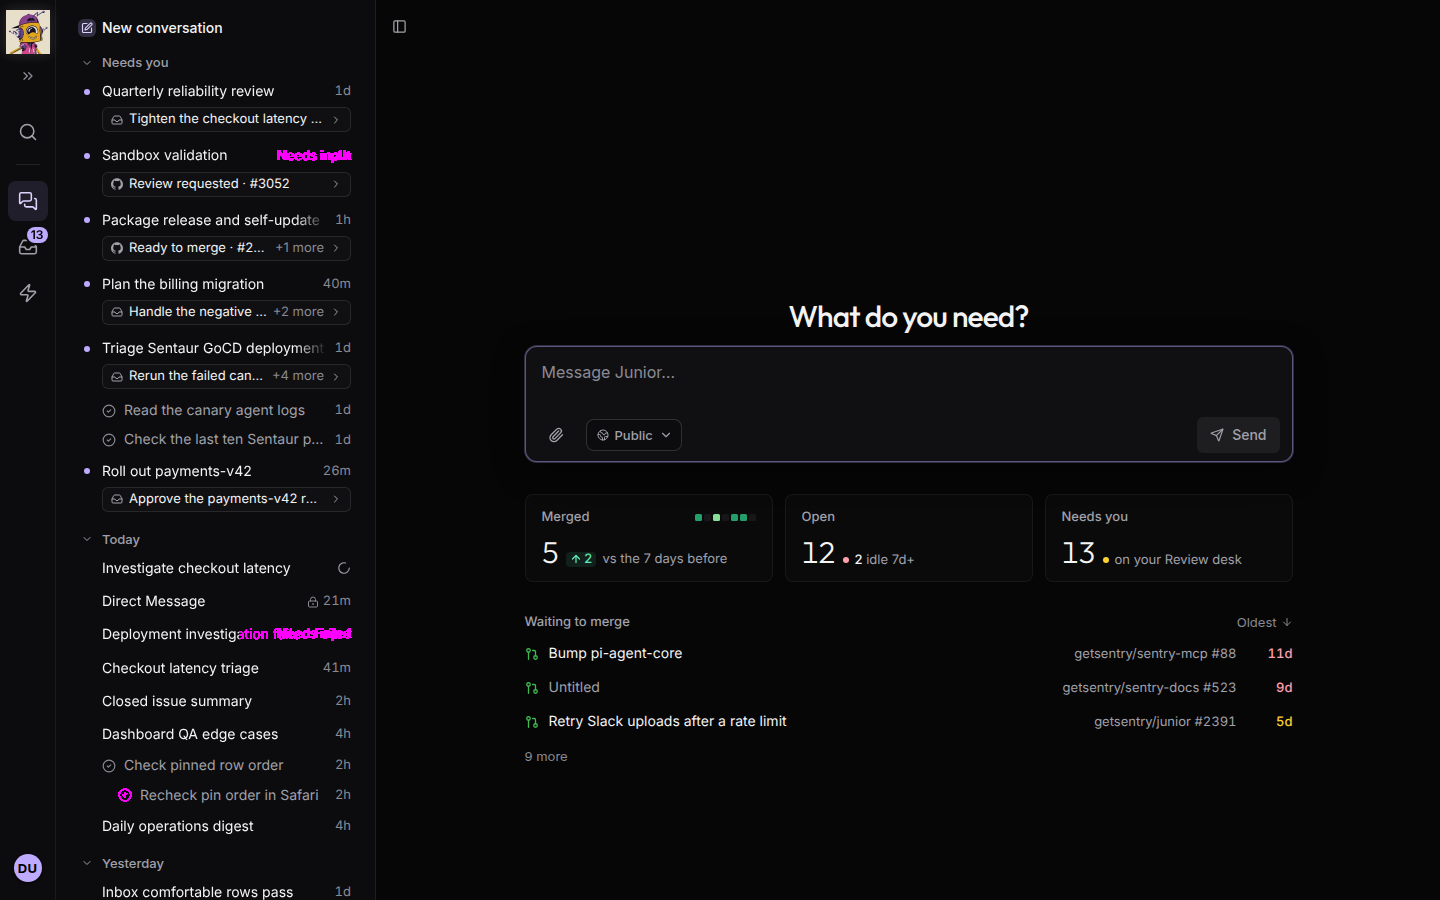 New conversation
Needs you
Quarterly reliability review 1d
Tighten the checkout latency ...
Sandbox validation
Review requested · #3052
Package release and self-update 1h
Ready to merge · #2... +1 more
Plan the billing migration 40m
Handle the negative ... +2 more
Triage Sentaur GoCD deployment 1d
Rerun the failed can... +4 more
Read the canary agent logs 1d
Check the last ten Sentaur p... 1d
Roll out payments-v42 26m
Approve the payments-v42 r...
Today
Investigate checkout latency
Direct Message 21m
Deployment investigation
Checkout latency triage 41m
Closed issue summary 2h
Dashboard QA edge cases 4h
Check pinned row order 2h
Recheck pin order in Safari 2h
Daily operations digest 4h
Yesterday
Inbox comfortable rows pass 1d
13
DU
What do you need?
Message Junior...
Public
Send
Merged
5 2 vs the 7 days before
Open
12 2 idle 7d+
Needs you
13 on your Review desk
Waiting to merge Oldest
Bump pi-agent-core getsentry/sentry-mcp #88 11d
Untitled getsentry/sentry-docs #523 9d
Retry Slack uploads after a rate limit getsentry/junior #2391 5d
9 more